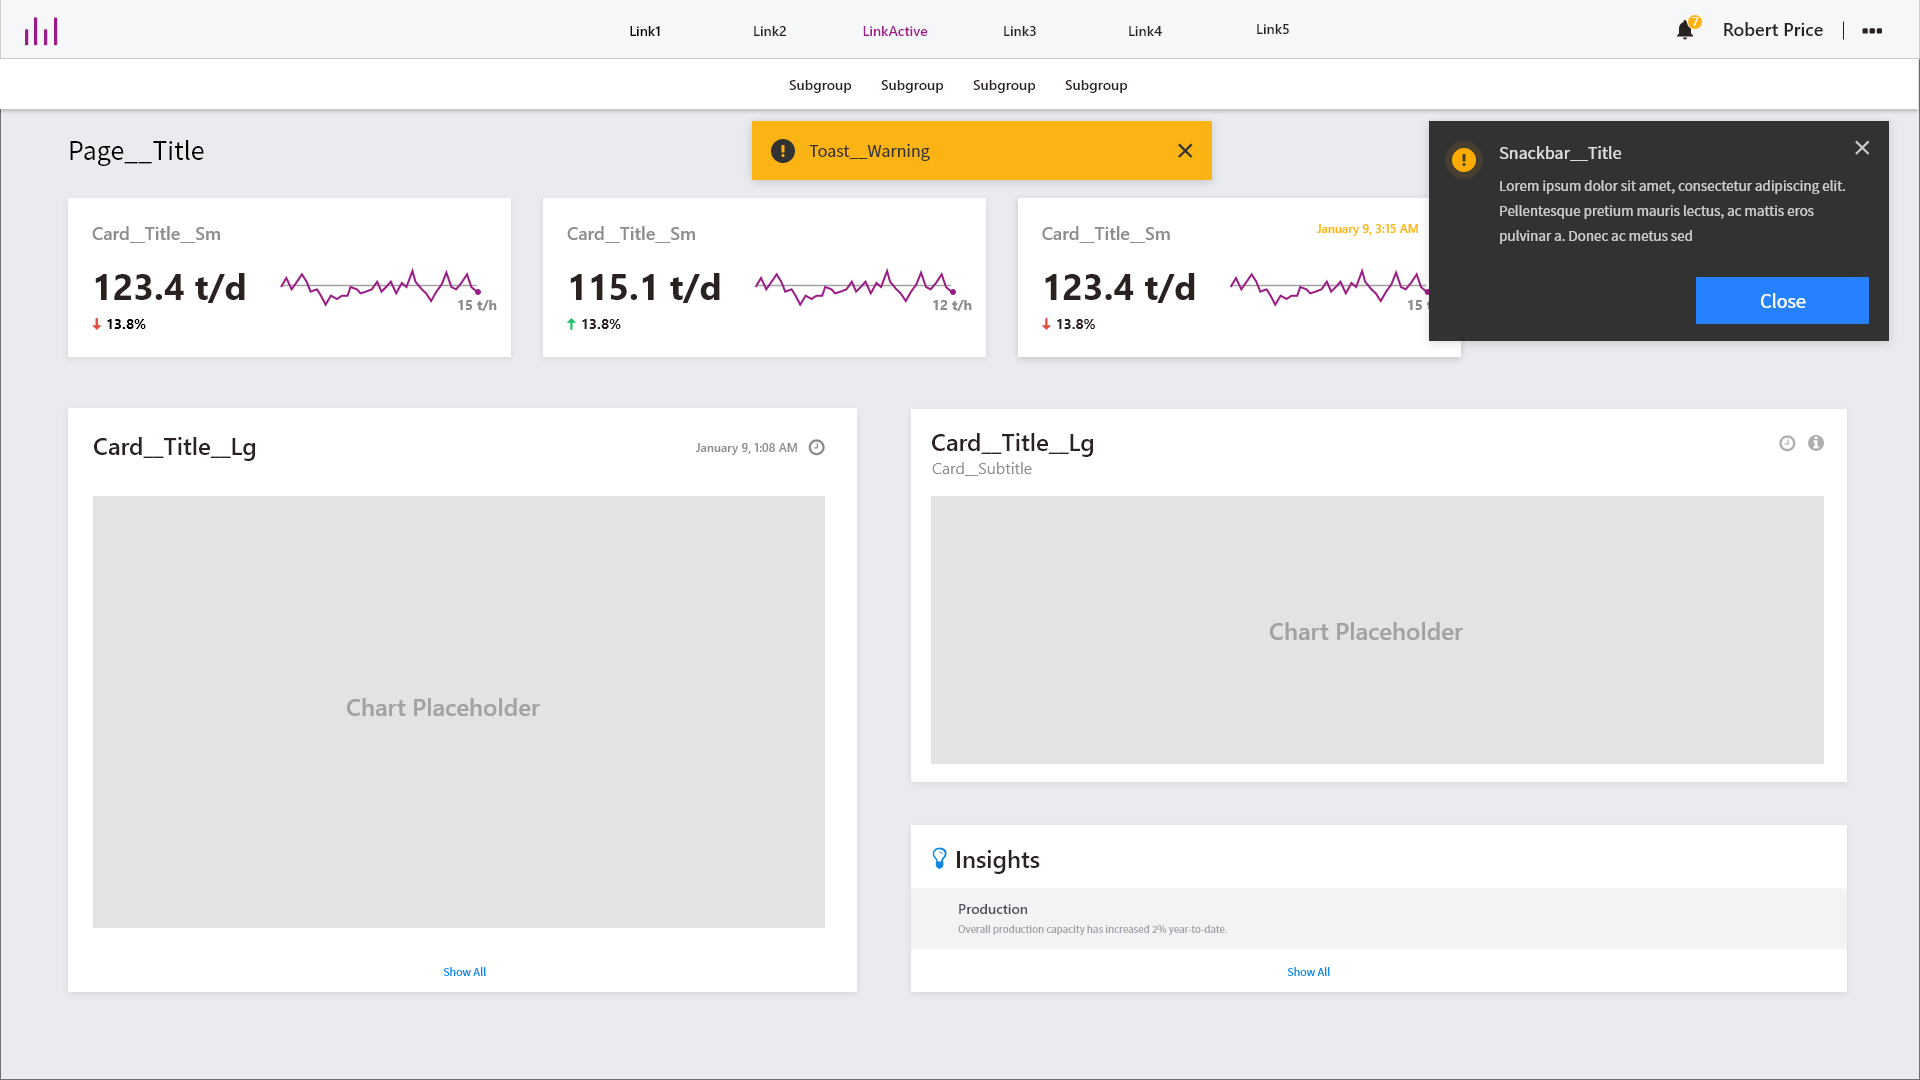 Link1
Link2
LinkActive
Link3
Link4
Link5
7
Robert Price
Subgroup
Subgroup
Subgroup
Subgroup
Page__Title
Toast__Warning
Snackbar__Title
Lorem ipsum dolor sit amet, consectetur adipiscing elit.
Pellentesque pretium mauris lectus, ac mattis eros
pulvinar a. Donec ac metus sed
Close
Card__Title__Sm
123.4 t/d
15 t/h
13.8%
Card__Title__Sm
115.1 t/d
12 t/h
13.8%
Card__Title__Sm
January 9, 3:15 AM
123.4 t/d
15
13.8%
Card__Title__Lg
January 9, 1:08 AM
Chart Placeholder
Show All
Card__Title__Lg
Card__Subtitle
Chart Placeholder
Insights
Production
Overall production capacity has increased 2% year-to-date.
Show All